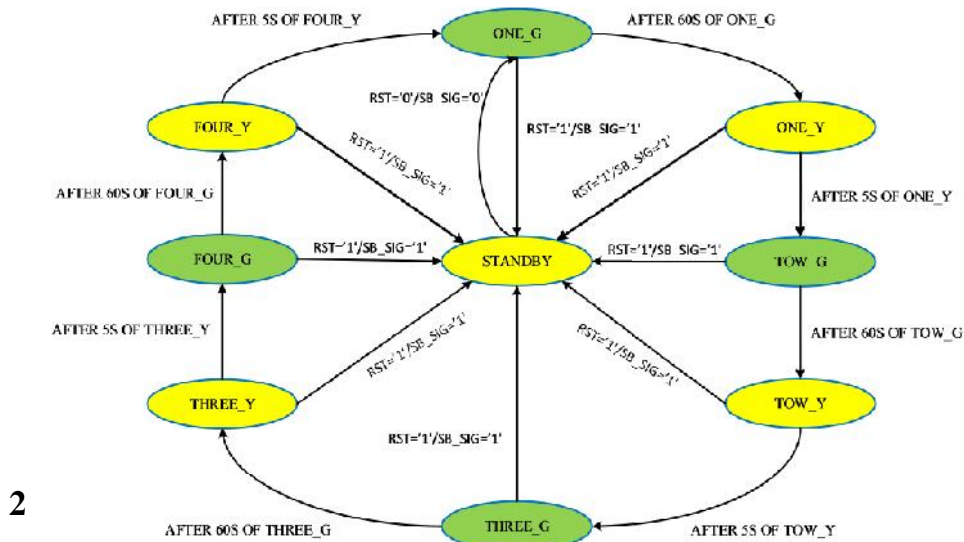 AFTER 5S OF FOUR_Y
ONE_G
AFTER 60S OF ONE_G
RST='0'/SB_SIG='0'
FOUR_Y
RST='1'/SB_SIG='1'
RST='1'/SB_SIG='1'
RST='1'/SB_SIG='1'
ONE_Y
AFTER 60S OF FOUR_G
AFTER 5S OF ONE_Y
FOUR_G
RST='1'/SB_SIG='1'
STANDBY
RST='1'/SB_SIG='1'
TOW_G
AFTER 5S OF THREE_Y
RST='1'/SB_SIG='1'
RST='1'/SB_SIG='1'
AFTER 60S OF TOW_G
THREE_Y
TOW_Y
RST='1'/SB_SIG='1'
2
AFTER 60S OF THREE_G
THREE_G
AFTER 5S OF TOW_Y